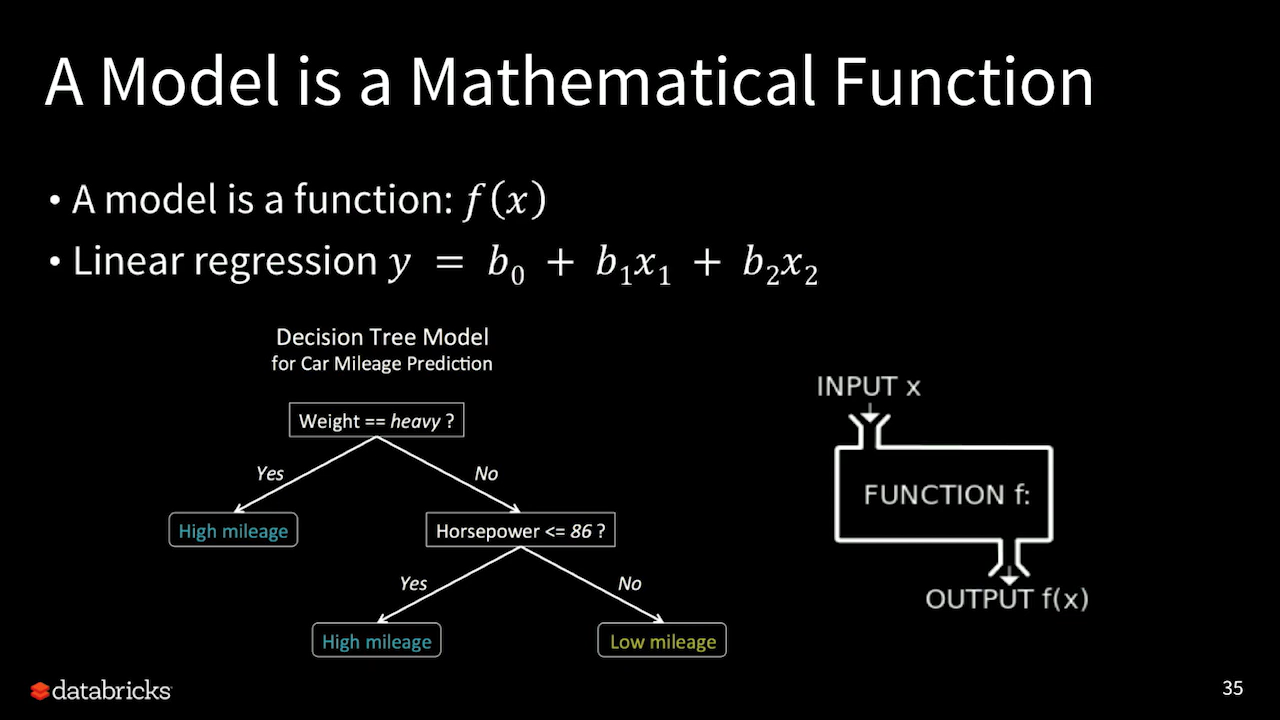 A Model is a Mathematical Function
• A model is a function: f(x)
• Linear regression y = b₀ + b₁x₁ + b₂x₂
Decision Tree Model
for Car Mileage Prediction
Weight == heavy ?
Yes
No
High mileage
Horsepower <= 86 ?
Yes
No
High mileage
Low mileage
INPUT x
FUNCTION f:
OUTPUT f(x)
databricks
35